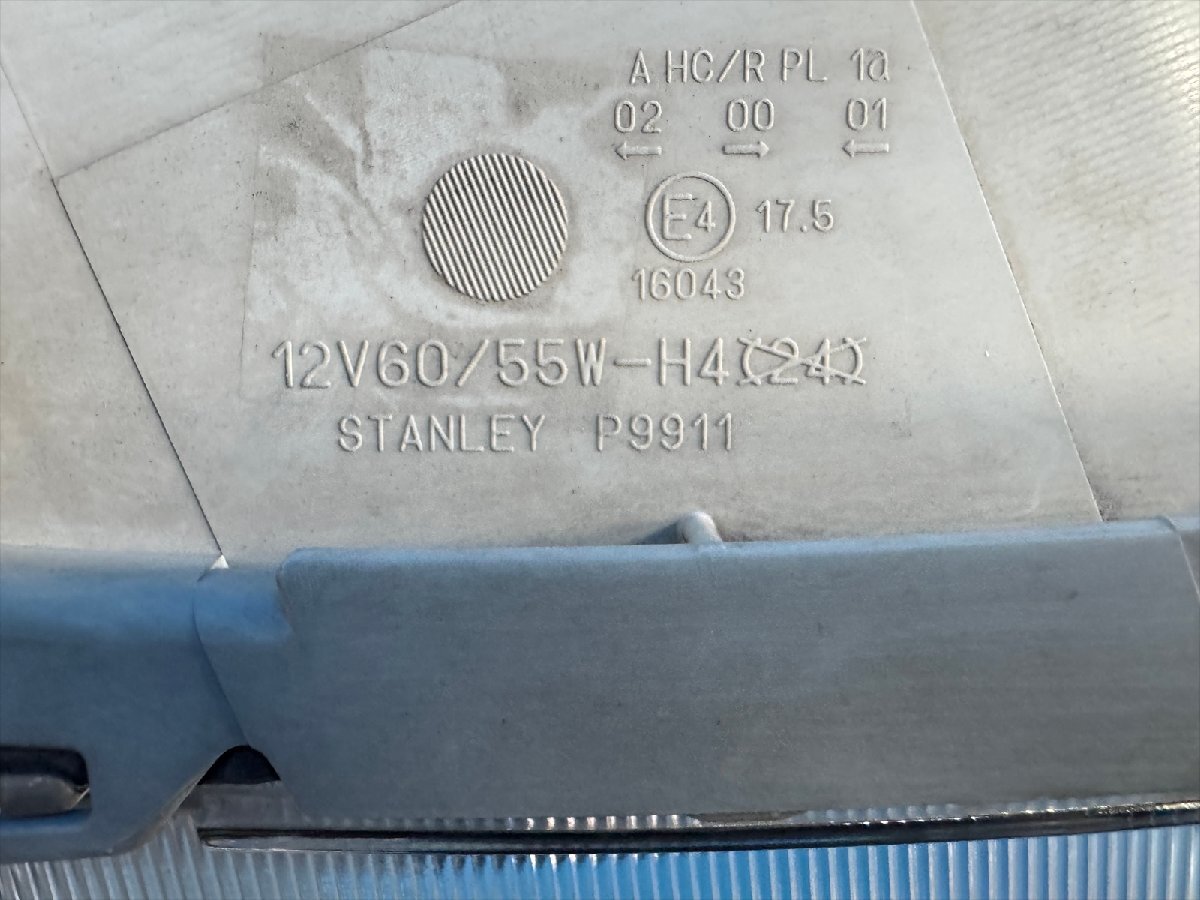 A HC/R PL 1a
02 00 01
← → ←
E4 17.5
16043
12V60/55W-H4(24)
STANLEY P9911